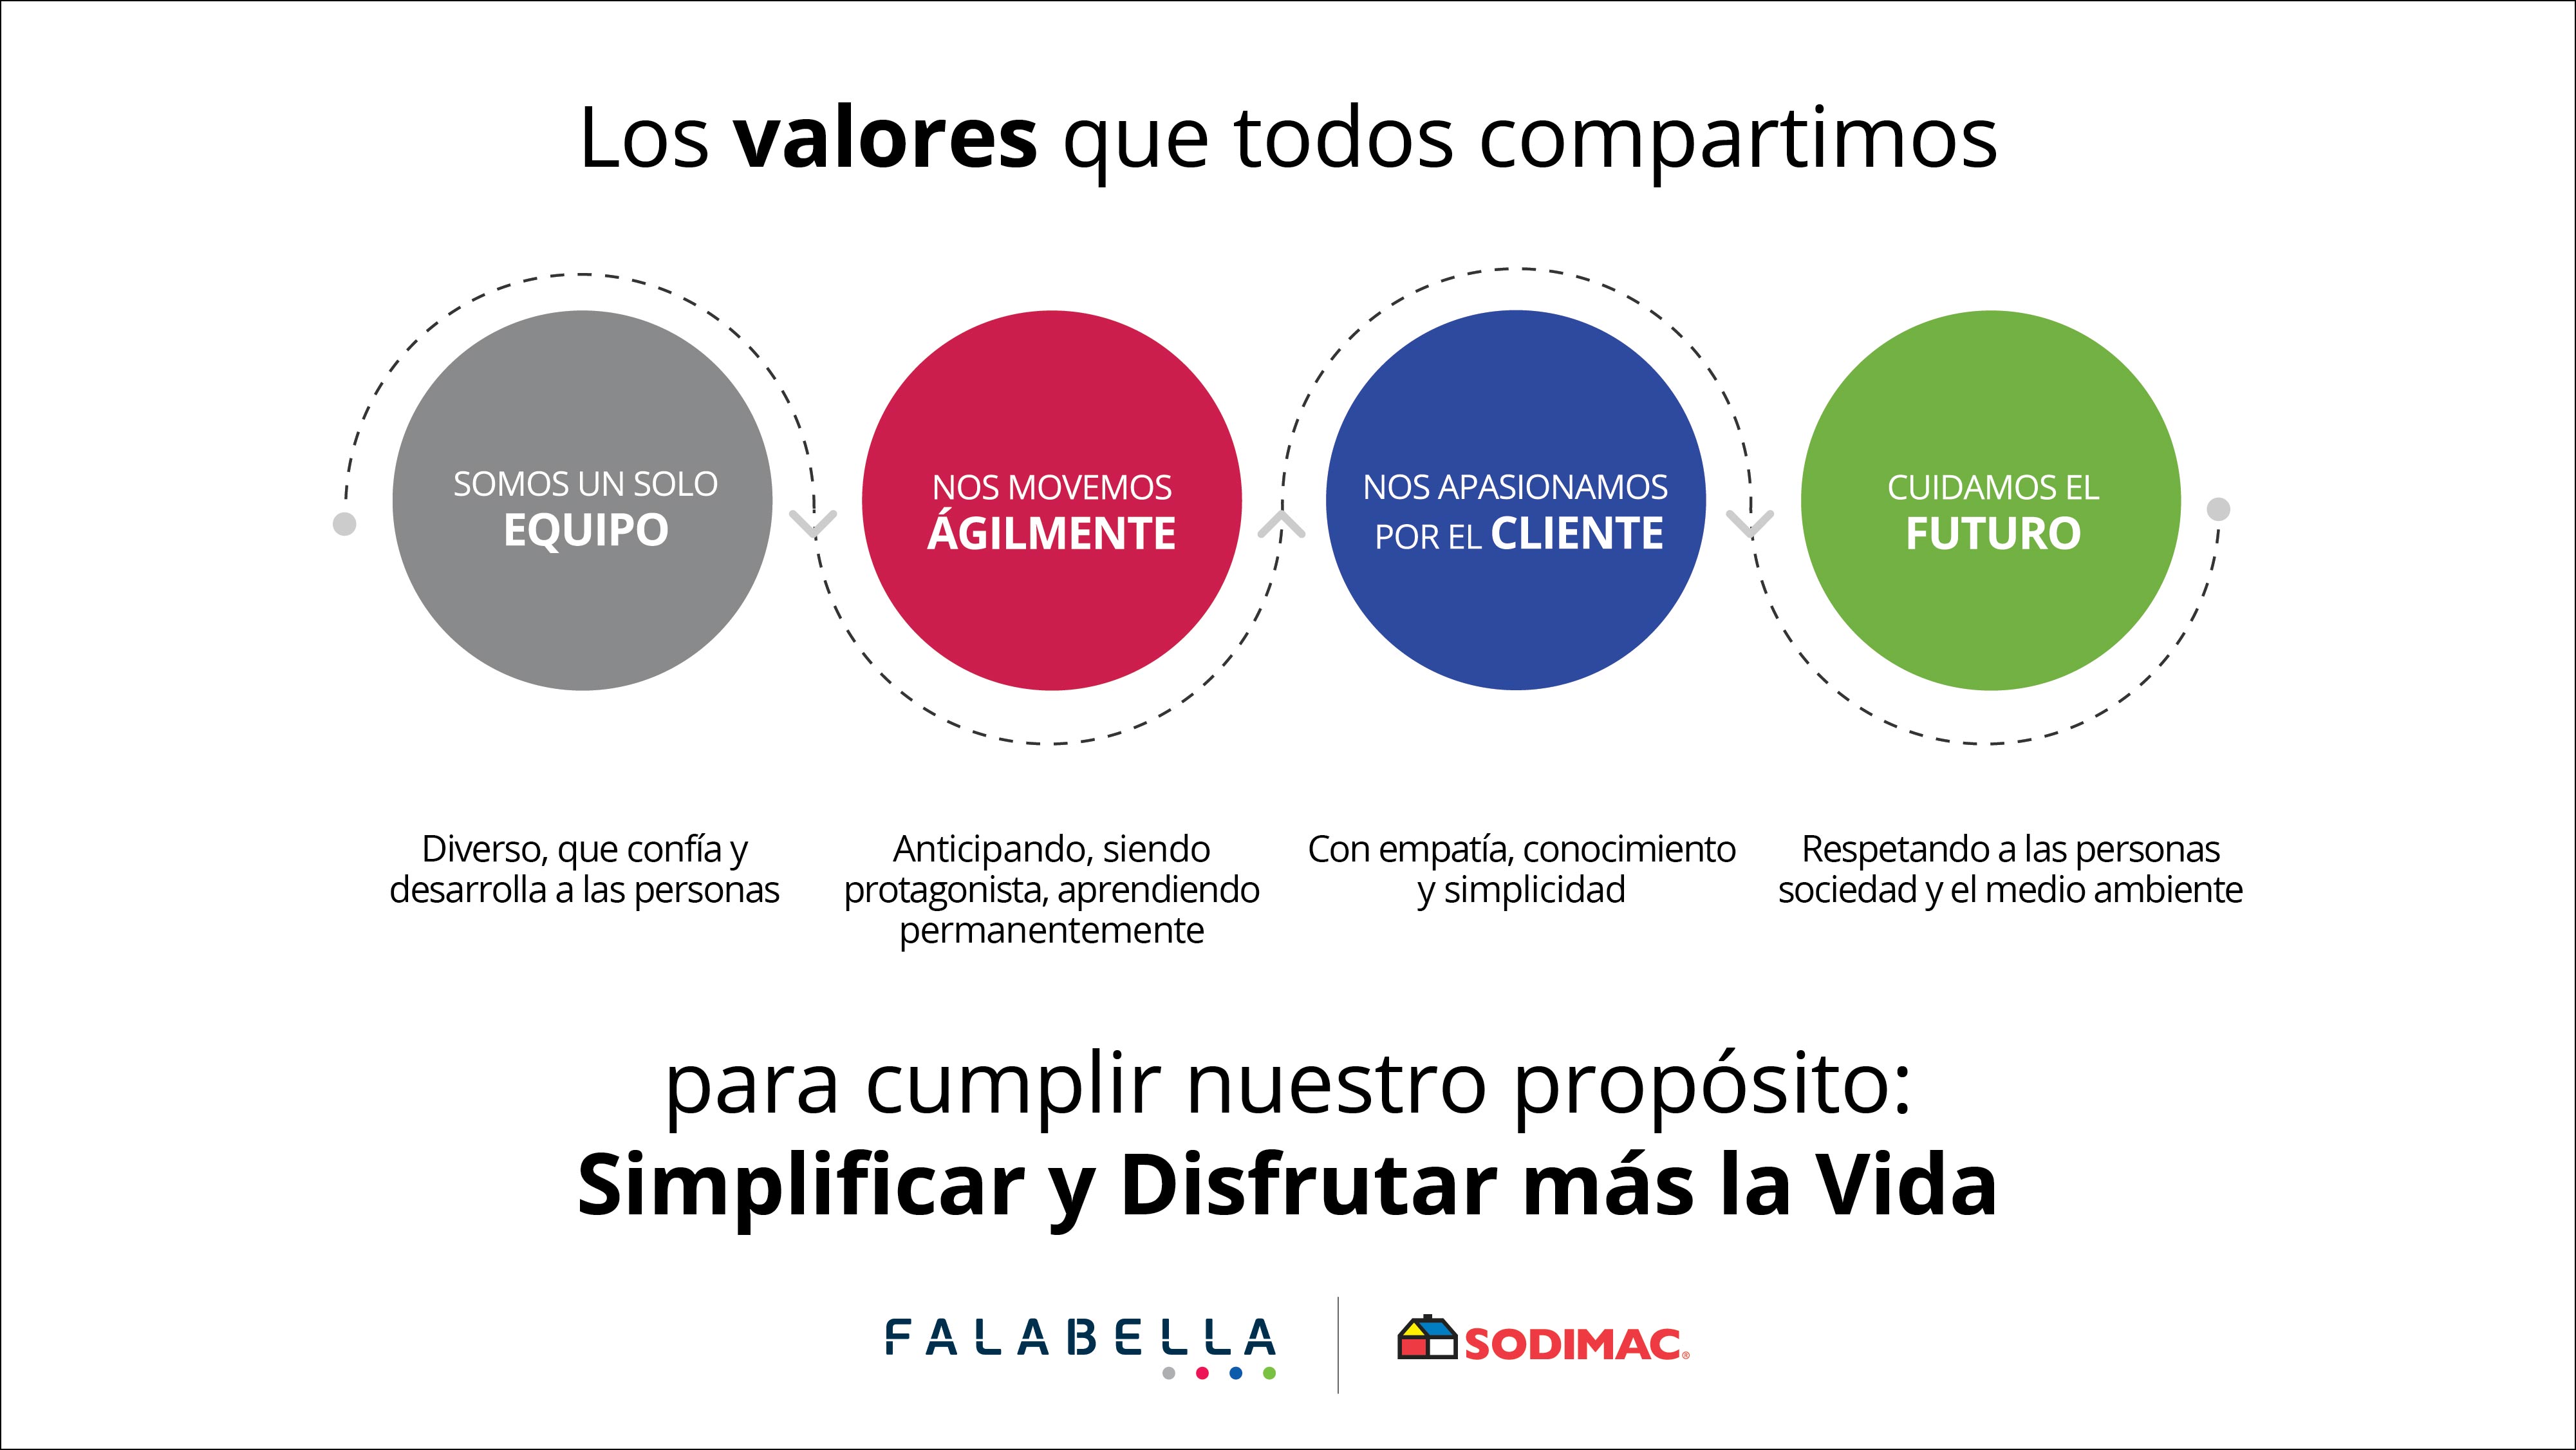 Los valores que todos compartimos
SOMOS UN SOLO
EQUIPO
NOS MOVEMOS
ÁGILMENTE
NOS APASIONAMOS
POR EL CLIENTE
CUIDAMOS EL
FUTURO
Diverso, que confía y
desarrolla a las personas
Anticipando, siendo
protagonista, aprendiendo
permanentemente
Con empatía, conocimiento
y simplicidad
Respetando a las personas
sociedad y el medio ambiente
para cumplir nuestro propósito:
Simplificar y Disfrutar más la Vida
FALABELLA
SODIMAC®